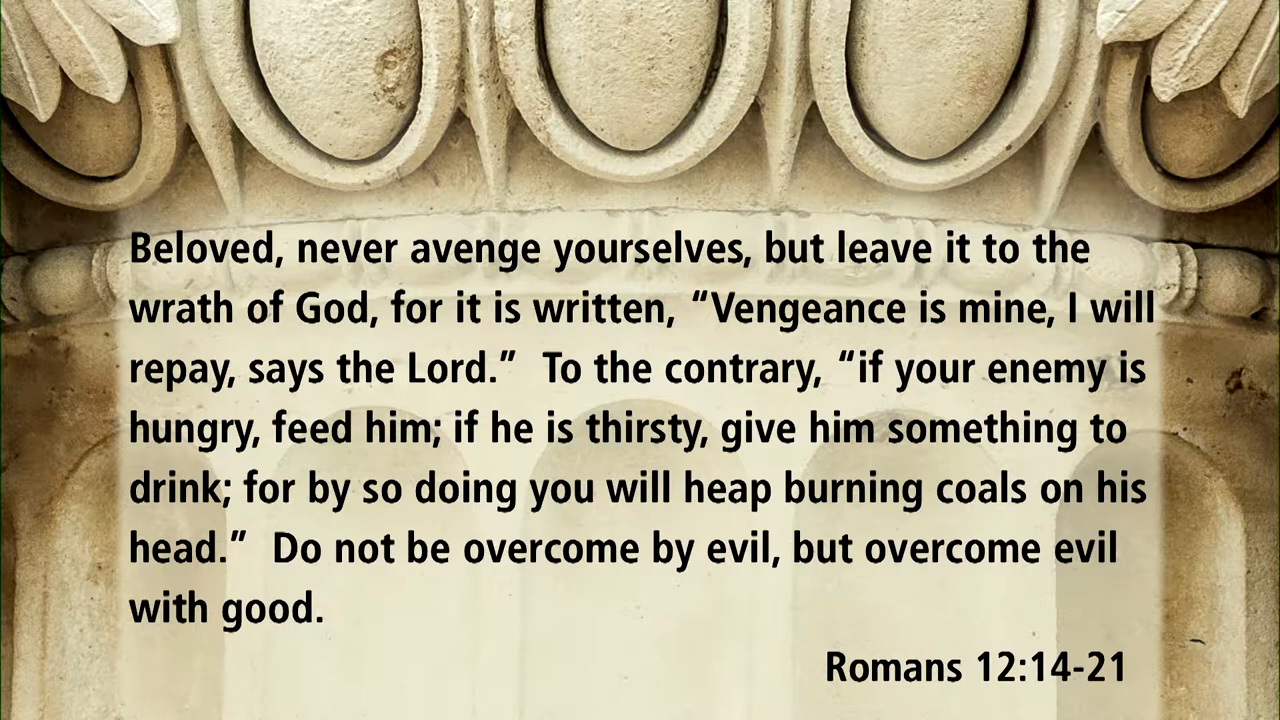 Beloved, never avenge yourselves, but leave it to the
wrath of God, for it is written, “Vengeance is mine, I will
repay, says the Lord.”  To the contrary, “if your enemy is
hungry, feed him; if he is thirsty, give him something to
drink; for by so doing you will heap burning coals on his
head.”  Do not be overcome by evil, but overcome evil
with good.
Romans 12:14-21